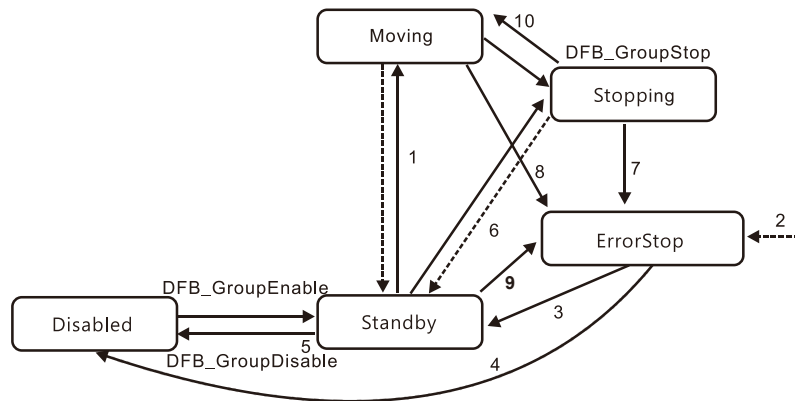 10
Moving
DFB_GroupStop
Stopping
1
8
7
2
6
ErrorStop
9
DFB_GroupEnable
3
Disabled
Standby
5
DFB_GroupDisable
4